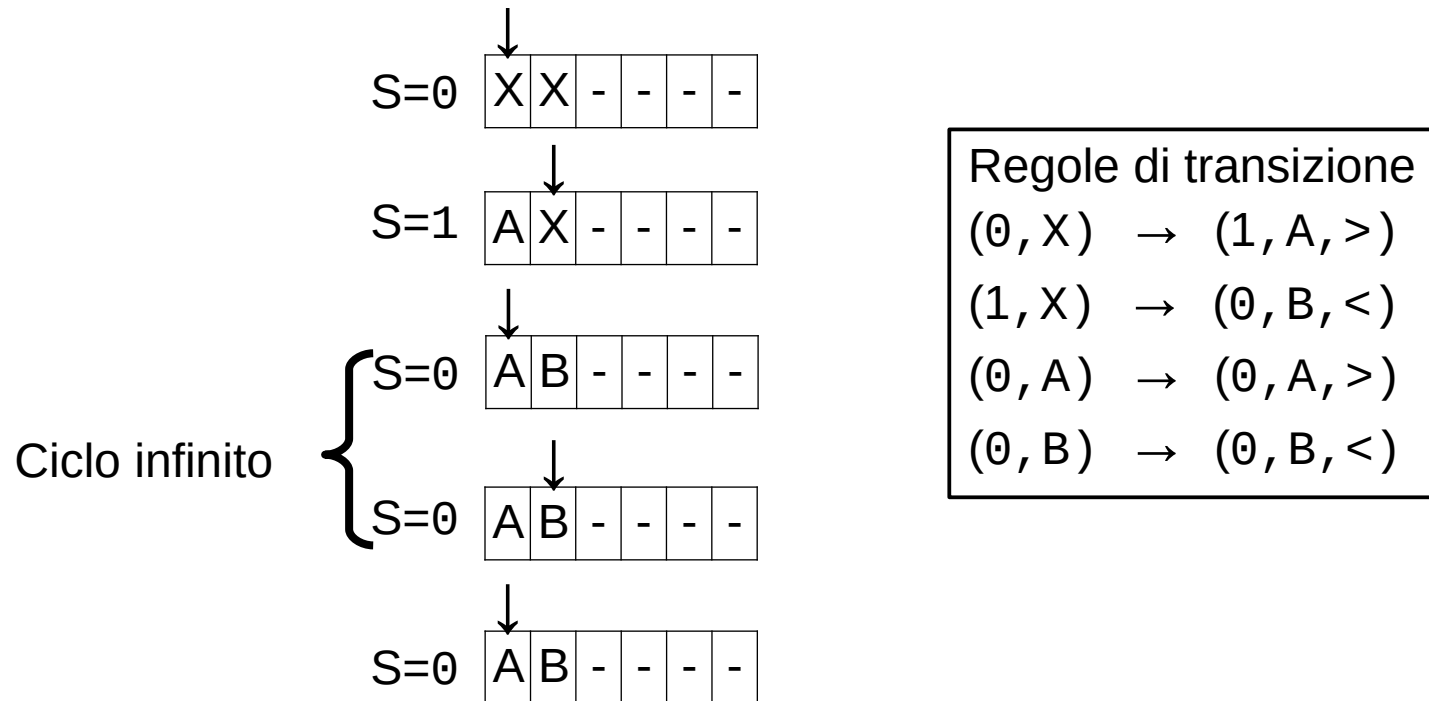 S=0 X X - - - -
S=1 A X - - - -
S=0 A B - - - -
Ciclo infinito
S=0 A B - - - -
S=0 A B - - - -
Regole di transizione
(0,X) → (1,A,>)
(1,X) → (0,B,<)
(0,A) → (0,A,>)
(0,B) → (0,B,<)